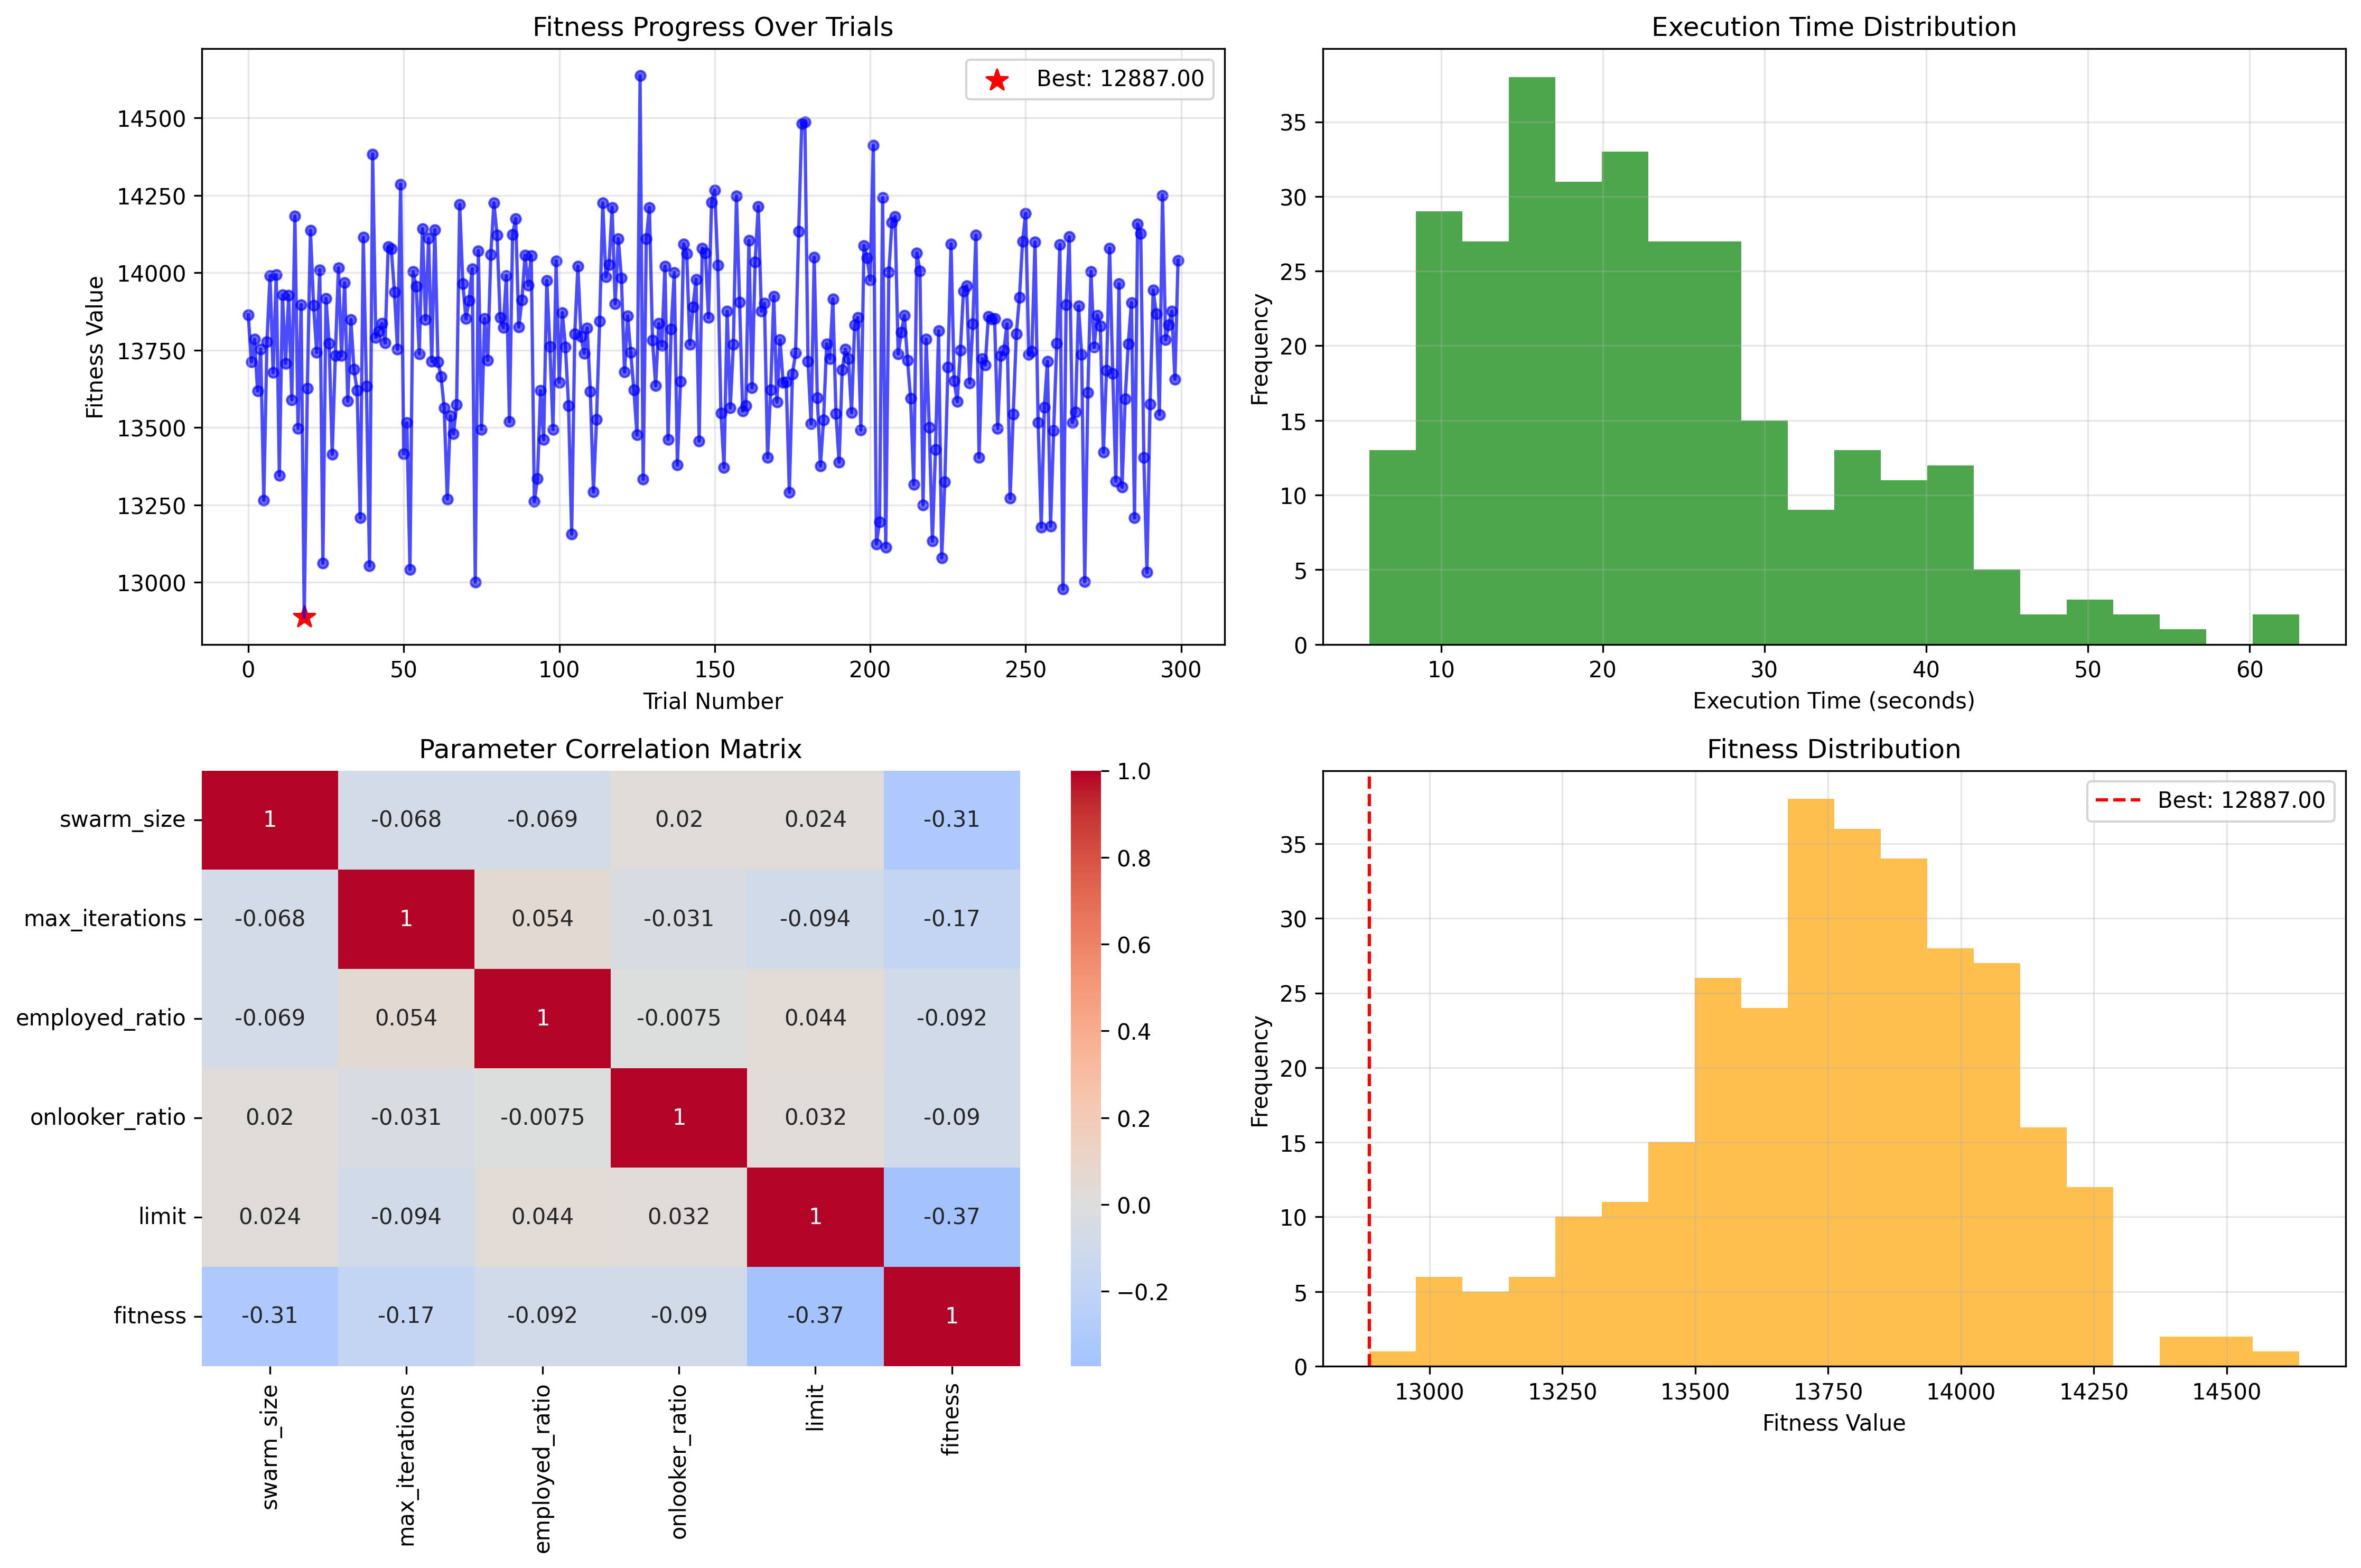 Fitness Progress Over Trials
Best: 12887.00
14500
14250
14000
13750
13500
13250
13000
Fitness Value
0 50 100 150 200 250 300
Trial Number
Execution Time Distribution
35
30
25
20
15
10
5
0
Frequency
10 20 30 40 50 60
Execution Time (seconds)
Parameter Correlation Matrix
swarm_size 1 -0.068 -0.069 0.02 0.024 -0.31
max_iterations -0.068 1 0.054 -0.031 -0.094 -0.17
employed_ratio -0.069 0.054 1 -0.0075 0.044 -0.092
onlooker_ratio 0.02 -0.031 -0.0075 1 0.032 -0.09
limit 0.024 -0.094 0.044 0.032 1 -0.37
fitness -0.31 -0.17 -0.092 -0.09 -0.37 1
swarm_size max_iterations employed_ratio onlooker_ratio limit fitness
1.0
0.8
0.6
0.4
0.2
0.0
−0.2
Fitness Distribution
Best: 12887.00
35
30
25
20
15
10
5
0
Frequency
13000 13250 13500 13750 14000 14250 14500
Fitness Value